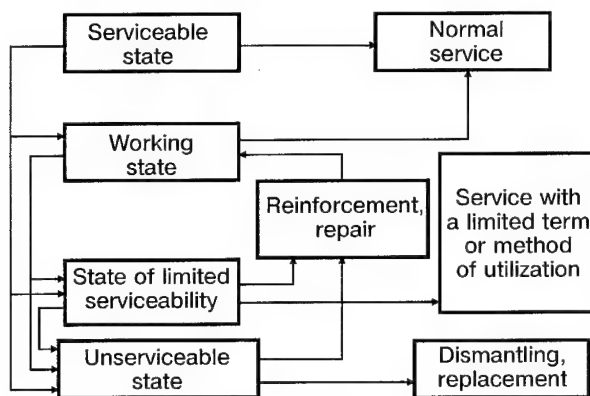 Serviceable
state
Normal
service
Working
state
Reinforcement,
repair
Service with
a limited term
or method
of utilization
State of limited
serviceability
Unserviceable
state
Dismantling,
replacement